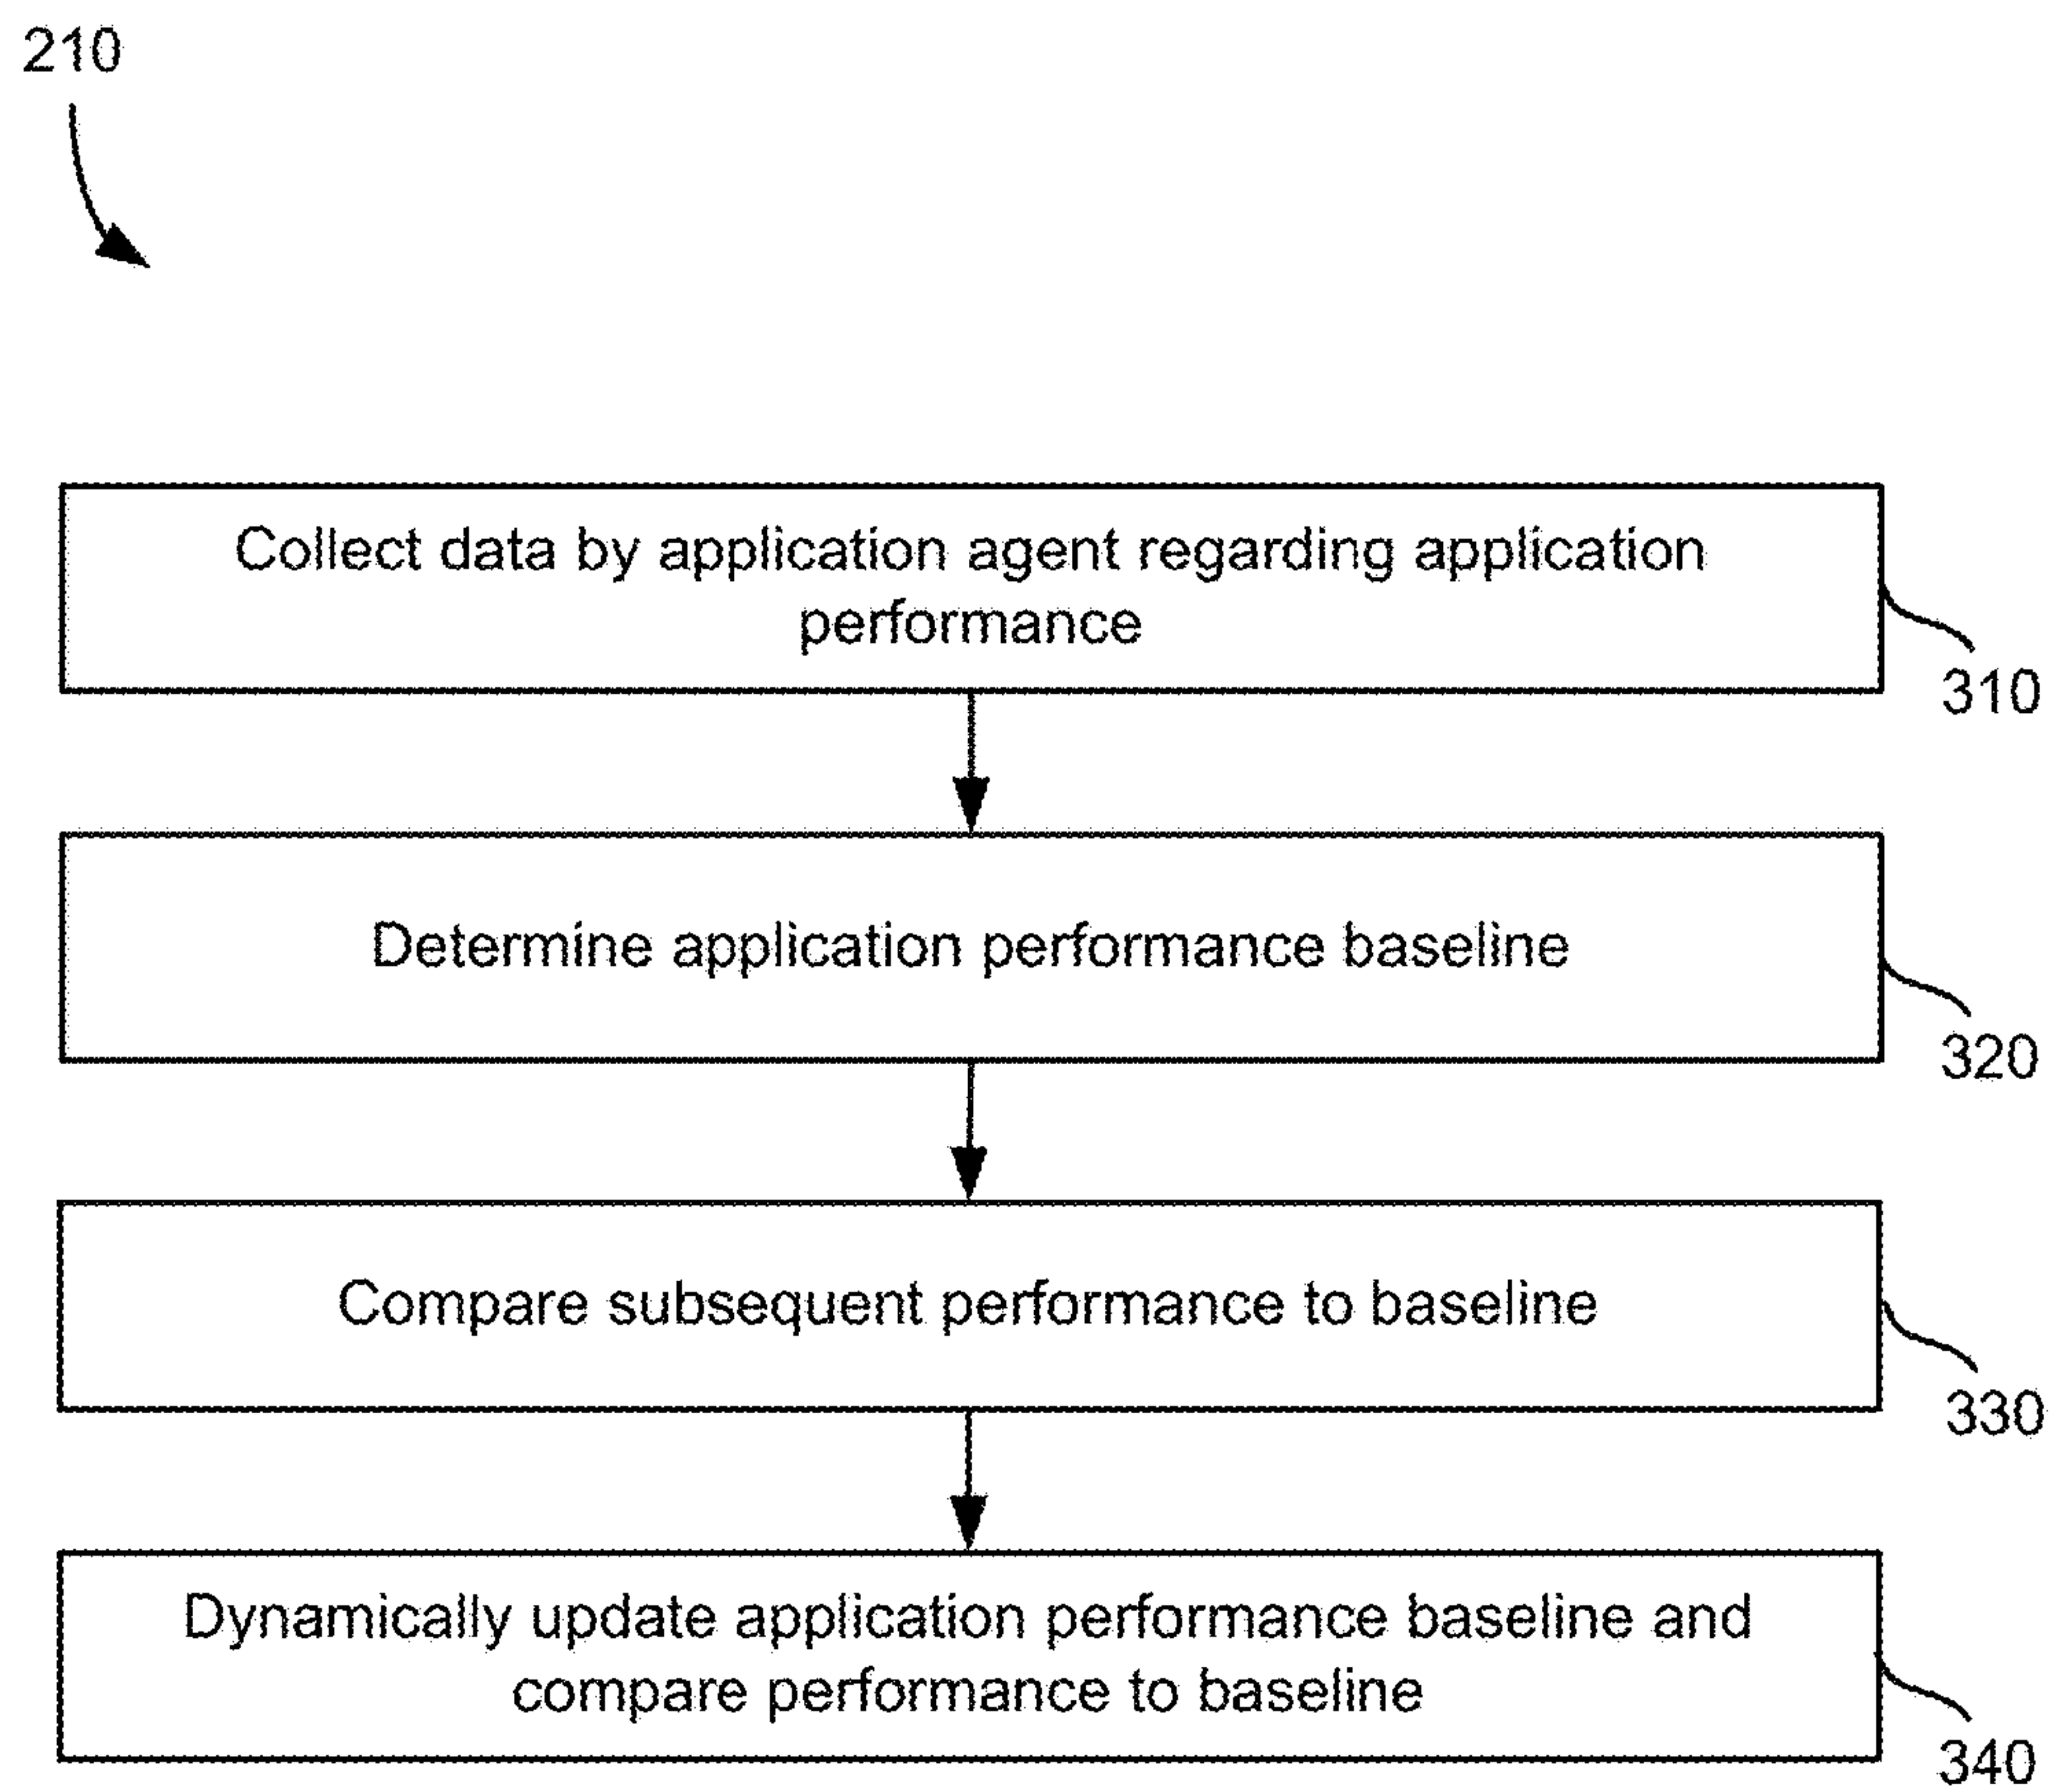 210
Collect data by application agent regarding application
performance
310
Determine application performance baseline
320
Compare subsequent performance to baseline
330
Dynamically update application performance baseline and
compare performance to baseline
340